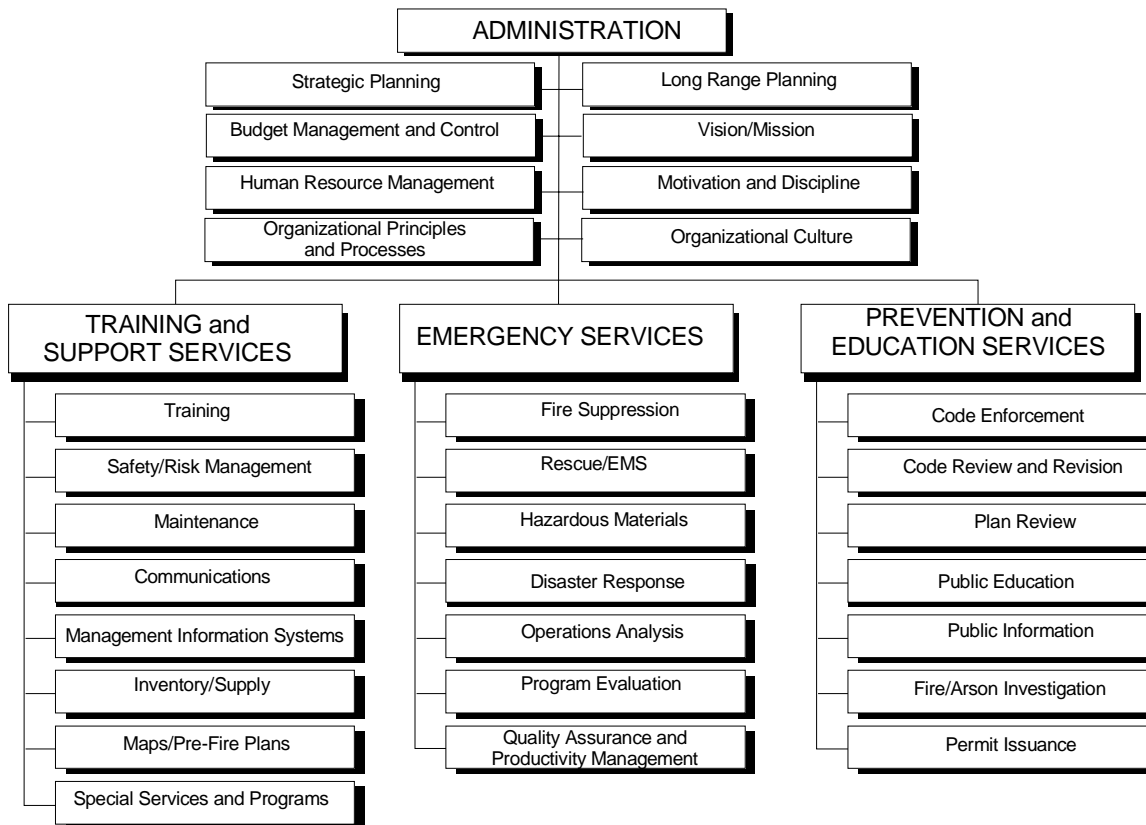 ADMINISTRATION
Strategic Planning
Long Range Planning
Budget Management and Control
Vision/Mission
Human Resource Management
Motivation and Discipline
Organizational Principles
and Processes
Organizational Culture
TRAINING and
SUPPORT SERVICES
Training
Safety/Risk Management
Maintenance
Communications
Management Information Systems
Inventory/Supply
Maps/Pre-Fire Plans
Special Services and Programs
EMERGENCY SERVICES
Fire Suppression
Rescue/EMS
Hazardous Materials
Disaster Response
Operations Analysis
Program Evaluation
Quality Assurance and
Productivity Management
PREVENTION and
EDUCATION SERVICES
Code Enforcement
Code Review and Revision
Plan Review
Public Education
Public Information
Fire/Arson Investigation
Permit Issuance